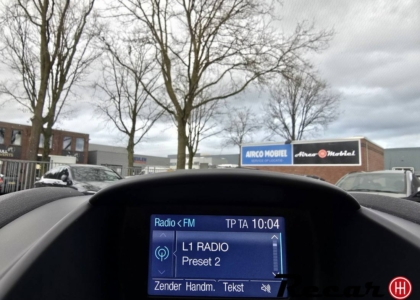 AIRCO MOBIEL Airco Mobiel
Radio < FM TP TA 10:04
L1 RADIO
Preset 2
Zender Handm. Tekst